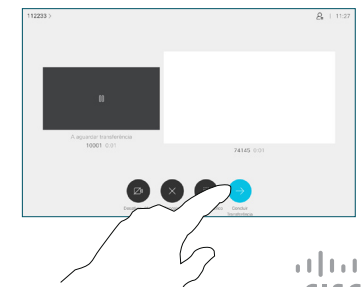 112233
11:27
A aguardar transferência
10001 0:01
74145 0:01
Concluir
transferência